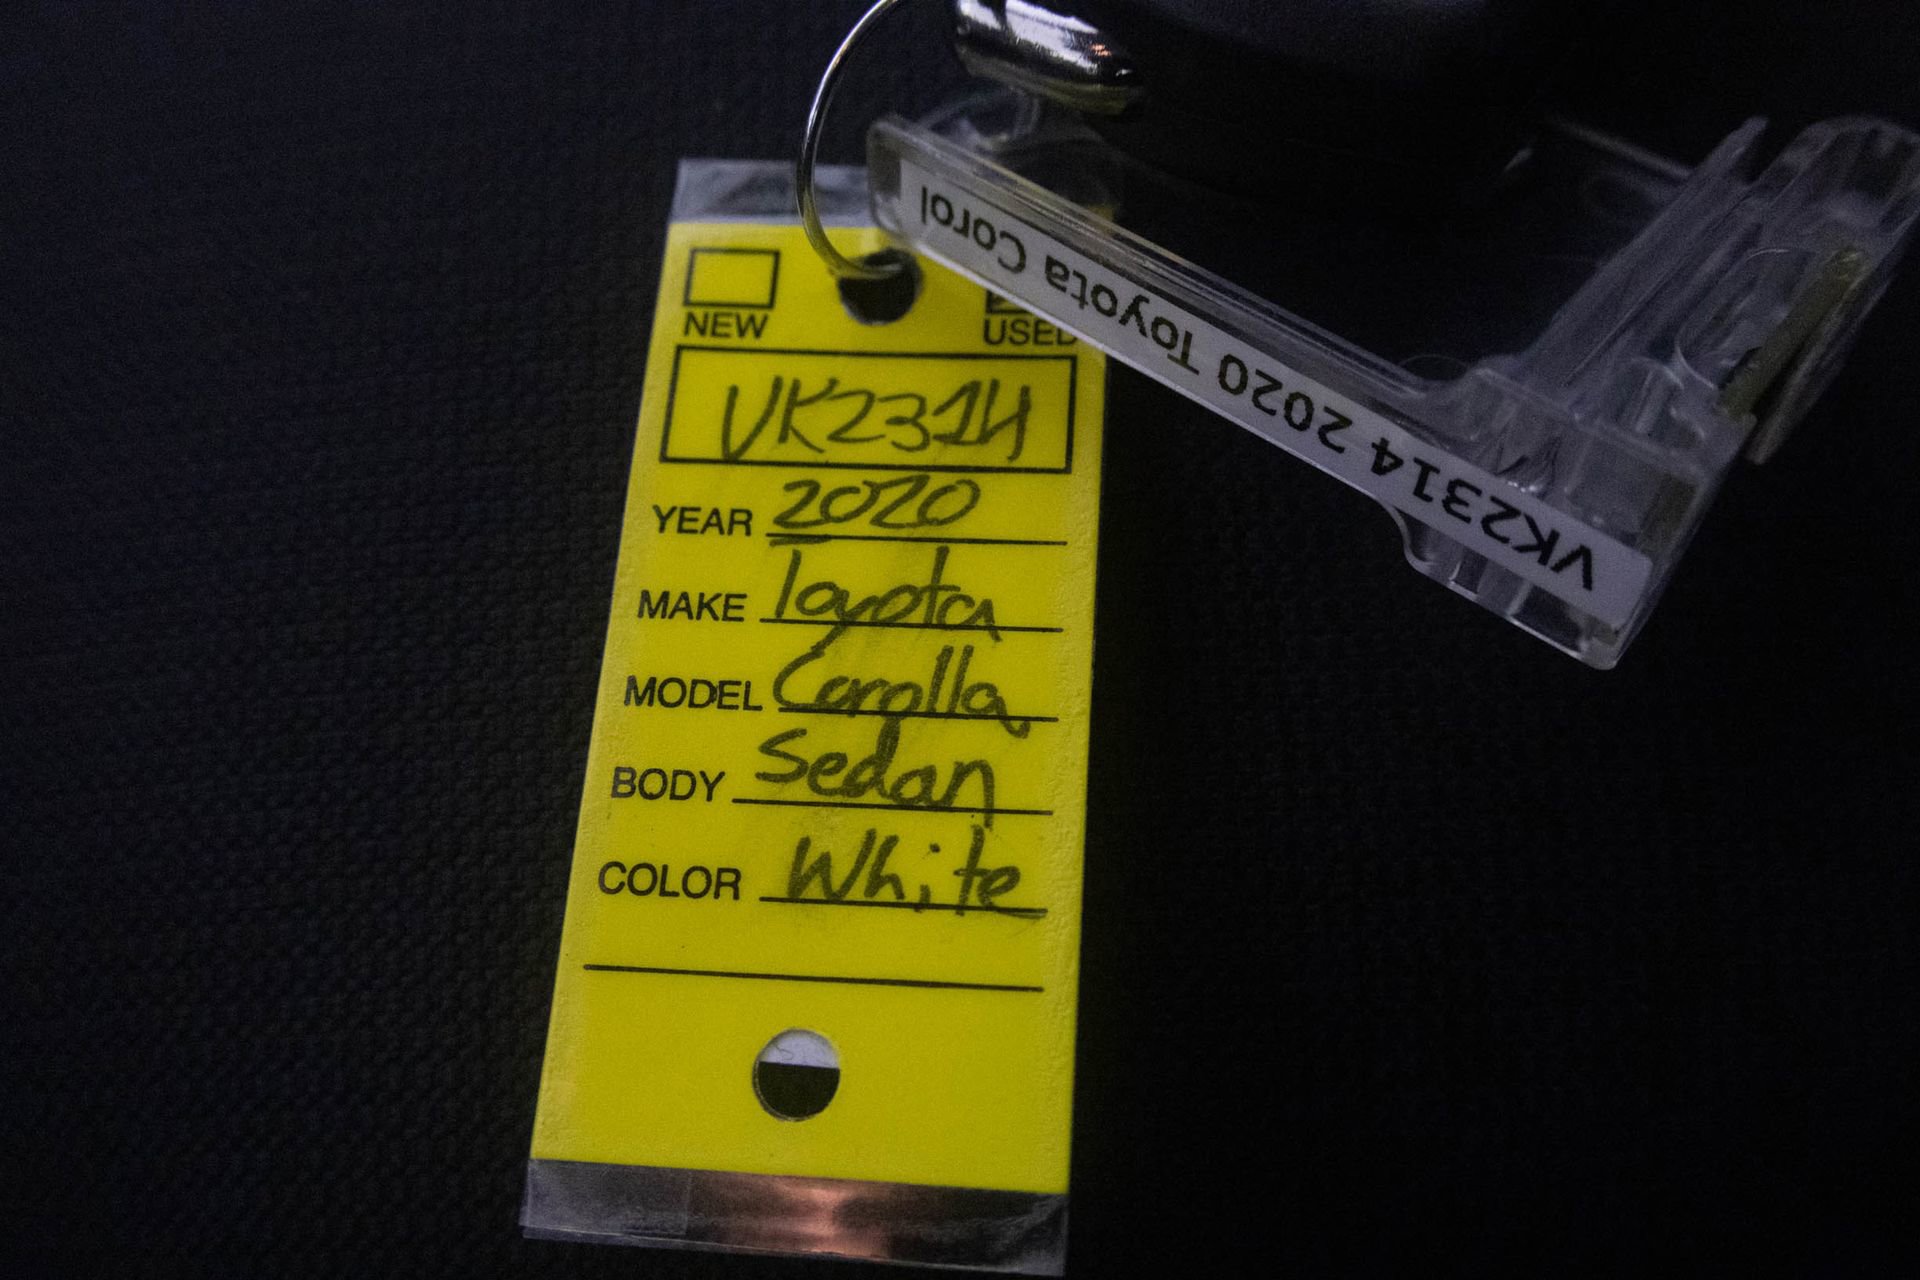 NEW USED
VK2314
YEAR 2020
MAKE Toyota
MODEL Corolla
BODY Sedan
COLOR White
VK2314 2020 Toyota Corol